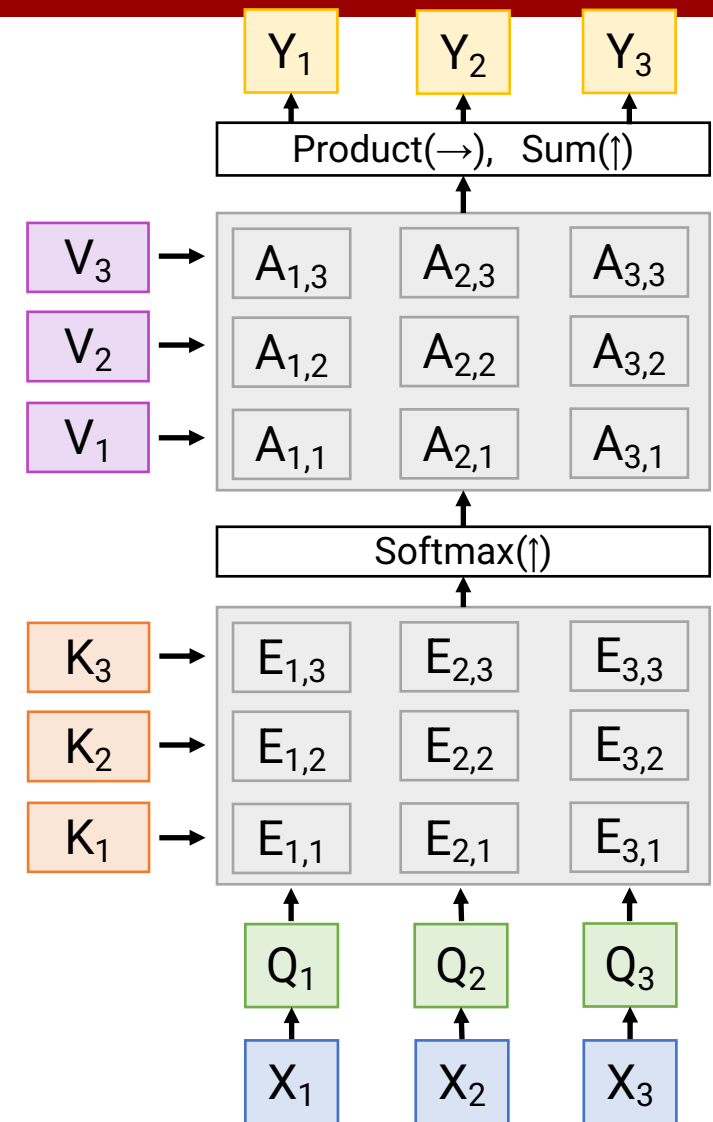 Y₁ Y₂ Y₃
Product(→), Sum(↑)
V₃ A₁,₃ A₂,₃ A₃,₃
V₂ A₁,₂ A₂,₂ A₃,₂
V₁ A₁,₁ A₂,₁ A₃,₁
Softmax(↑)
K₃ E₁,₃ E₂,₃ E₃,₃
K₂ E₁,₂ E₂,₂ E₃,₂
K₁ E₁,₁ E₂,₁ E₃,₁
Q₁ Q₂ Q₃
X₁ X₂ X₃